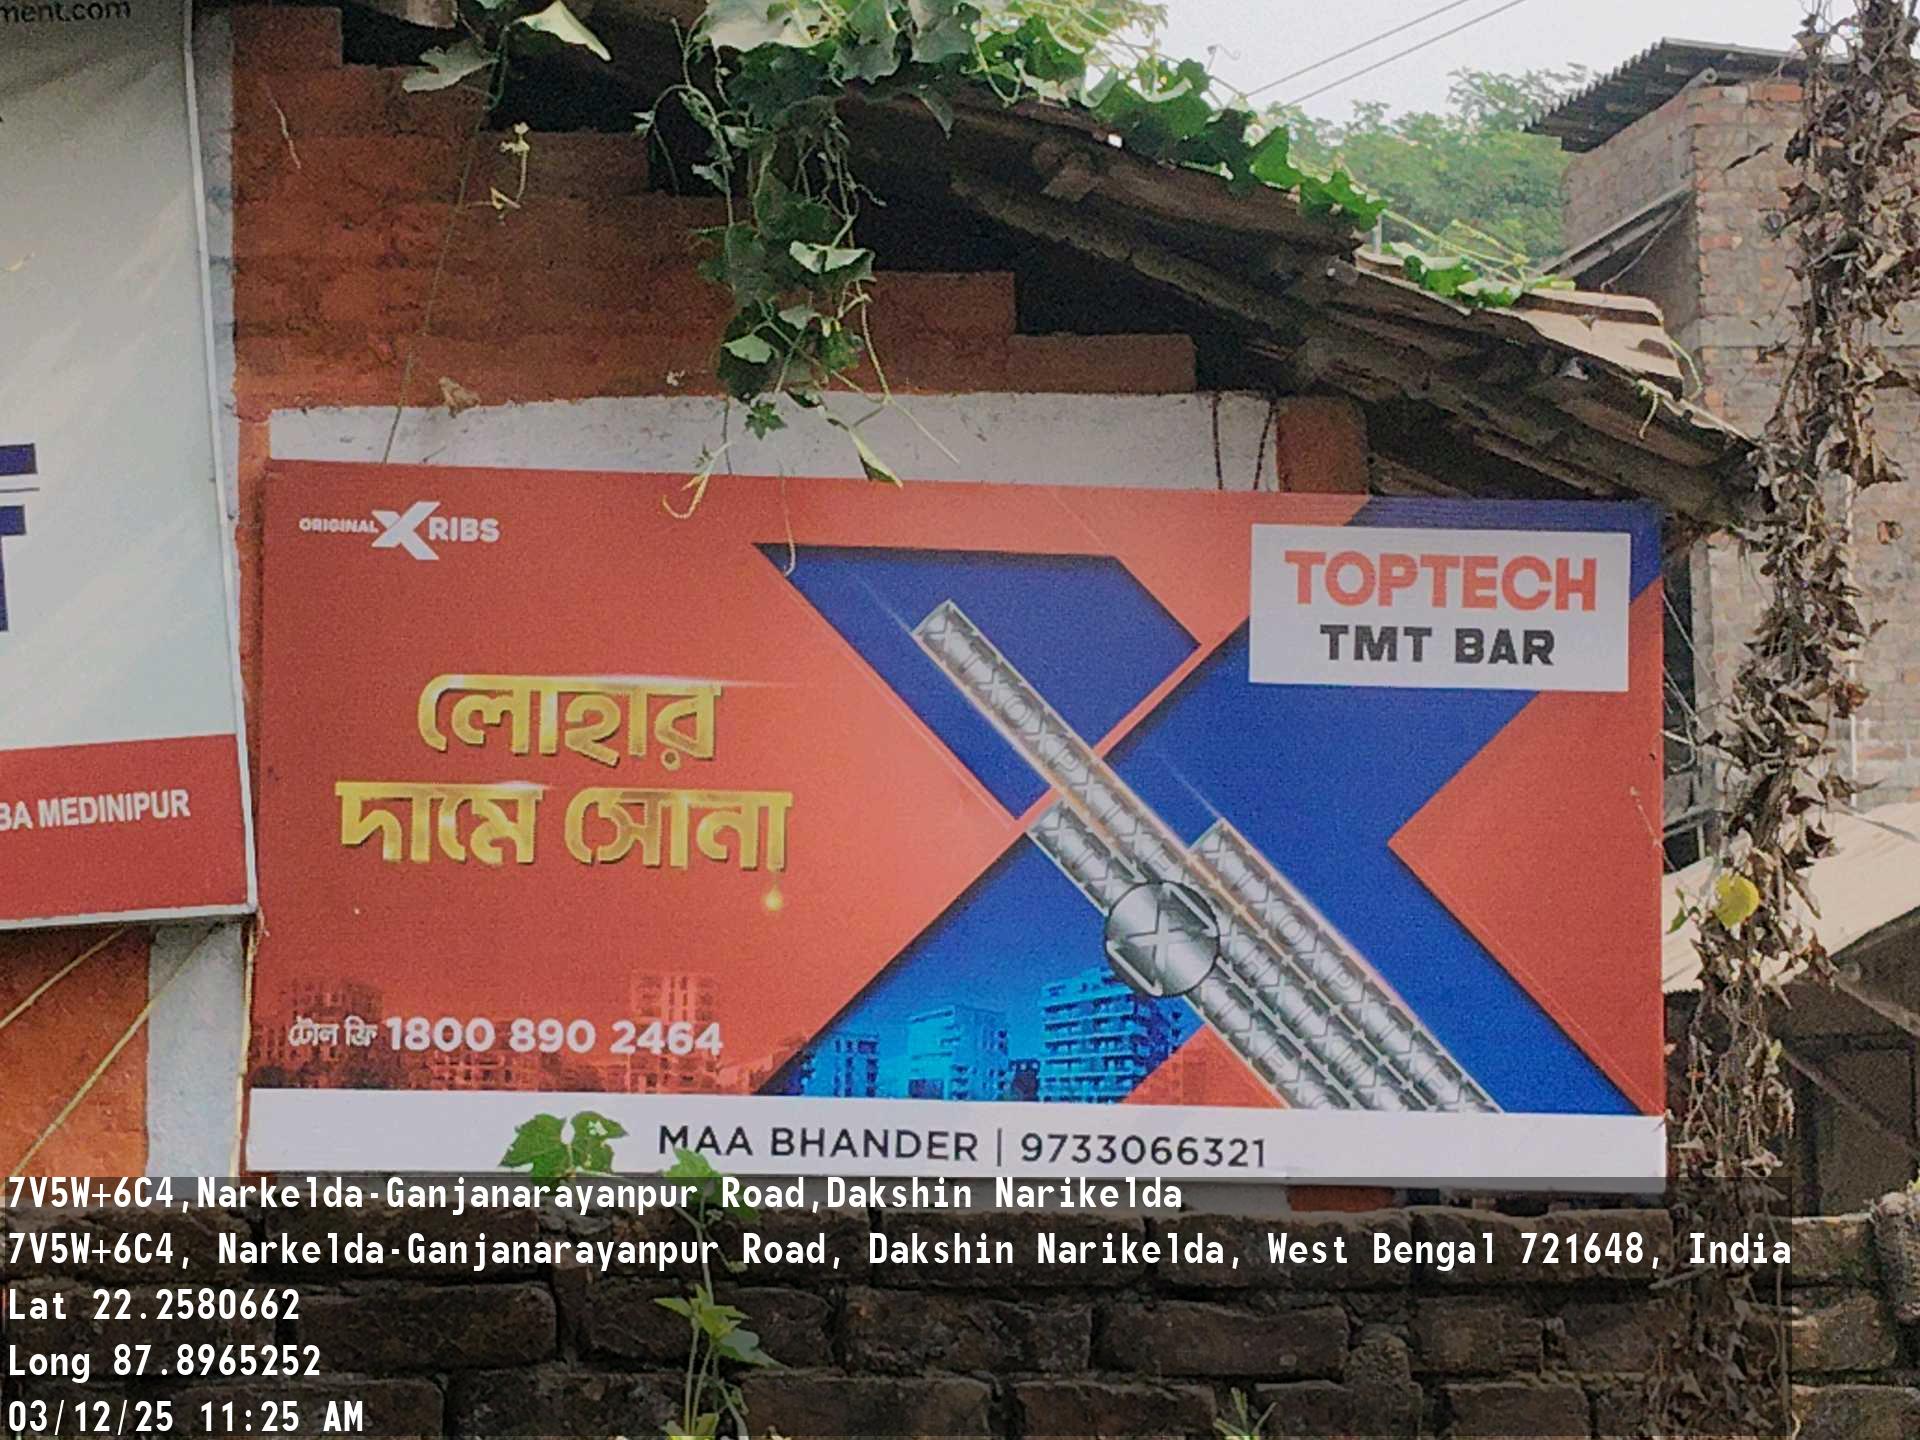 ment.com
BA MEDINIPUR
ORIGINAL X RIBS
TOPTECH
TMT BAR
লোহার
দামে সোনা
টোল ফ্রি 1800 890 2464
MAA BHANDER | 9733066321
7V5W+6C4,Narkelda-Ganjanarayanpur Road,Dakshin Narikelda
7V5W+6C4, Narkelda-Ganjanarayanpur Road, Dakshin Narikelda, West Bengal 721648, India
Lat 22.2580662
Long 87.8965252
03/12/25 11:25 AM